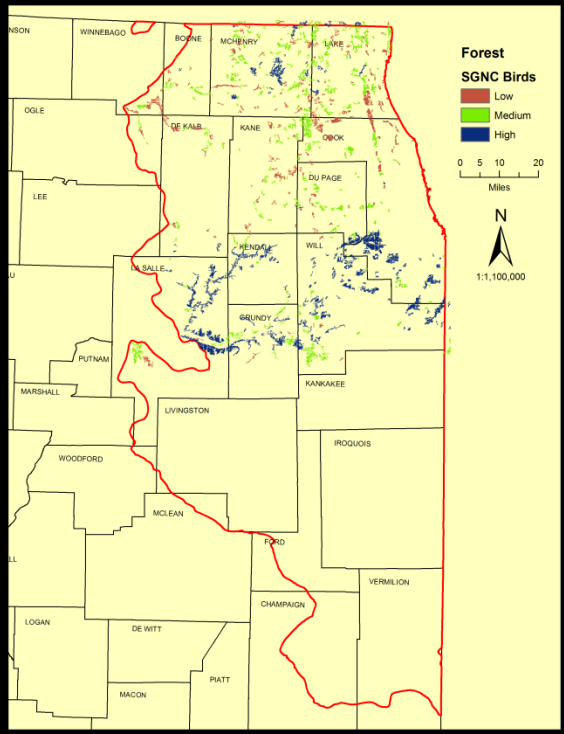 NSON
WINNEBAGO
BOONE
MCHENRY
LAKE
Forest
SGNC Birds
Low
Medium
High
0 5 10 20
Miles
N
1:1,100,000
OGLE
DE KALB
KANE
COOK
DU PAGE
LEE
KENDALL
WILL
LA SALLE
U
GRUNDY
PUTNAM
KANKAKEE
MARSHALL
LIVINGSTON
IROQUOIS
WOODFORD
MCLEAN
FORD
LL
VERMILION
CHAMPAIGN
LOGAN
DE WITT
PIATT
MACON